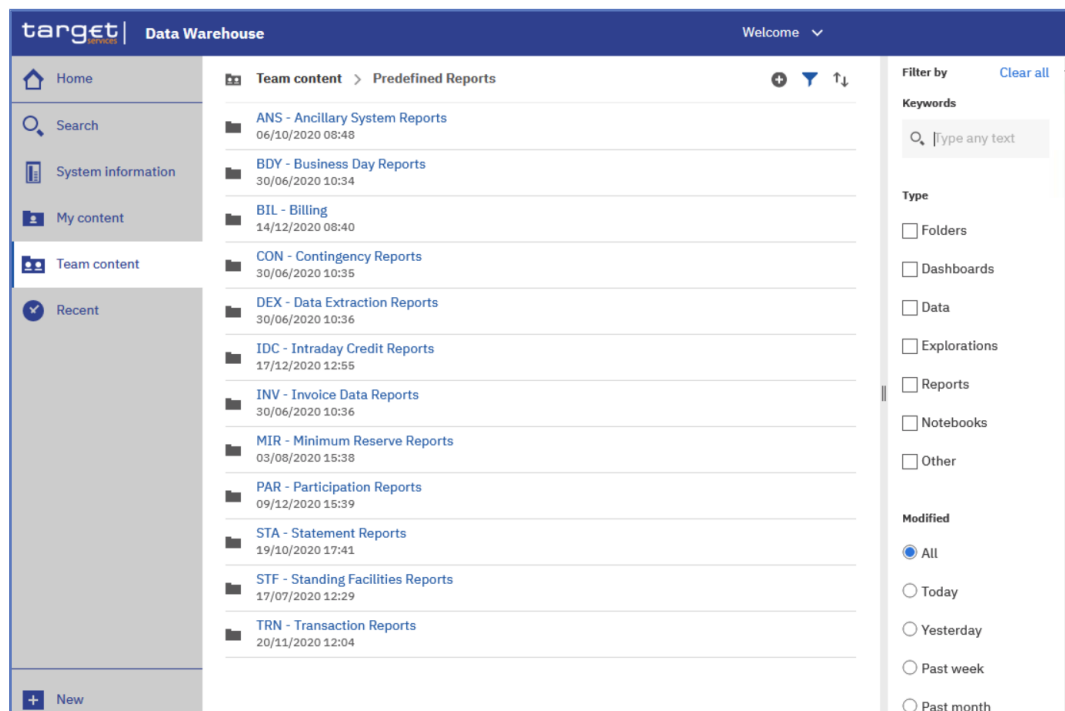 target services | Data Warehouse
Welcome
Home
Search
System information
My content
Team content
Recent
New
Team content > Predefined Reports
ANS - Ancillary System Reports
06/10/2020 08:48
BDY - Business Day Reports
30/06/2020 10:34
BIL - Billing
14/12/2020 08:40
CON - Contingency Reports
30/06/2020 10:35
DEX - Data Extraction Reports
30/06/2020 10:36
IDC - Intraday Credit Reports
17/12/2020 12:55
INV - Invoice Data Reports
30/06/2020 10:36
MIR - Minimum Reserve Reports
03/08/2020 15:38
PAR - Participation Reports
09/12/2020 15:39
STA - Statement Reports
19/10/2020 17:41
STF - Standing Facilities Reports
17/07/2020 12:29
TRN - Transaction Reports
20/11/2020 12:04
Filter by Clear all
Keywords
Type any text
Type
Folders
Dashboards
Data
Explorations
Reports
Notebooks
Other
Modified
All
Today
Yesterday
Past week
Past month